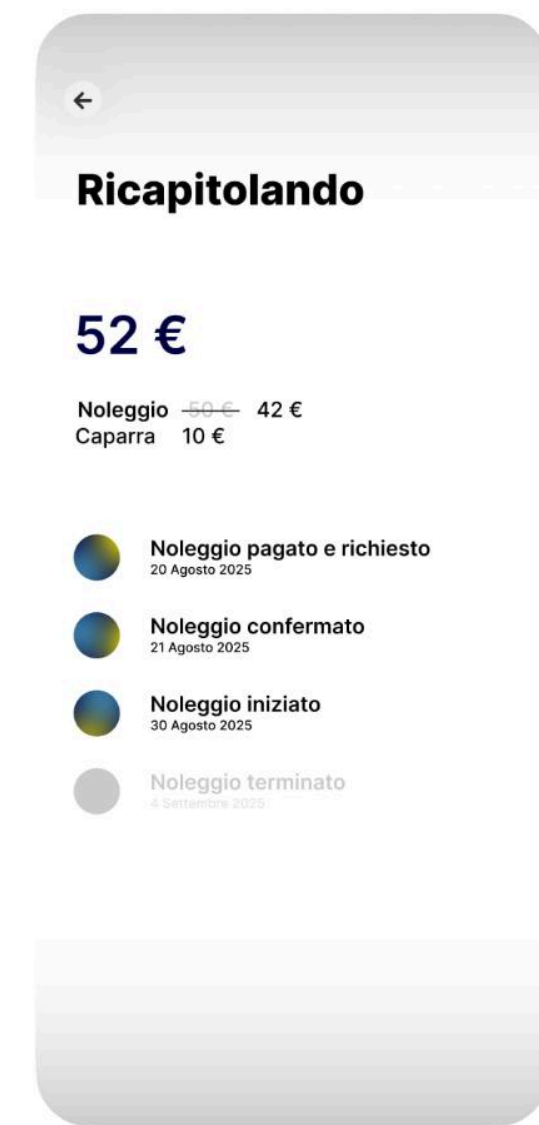 Ricapitolando
52 €
Noleggio 50 € 42 €
Caparra 10 €
Noleggio pagato e richiesto
20 Agosto 2025
Noleggio confermato
21 Agosto 2025
Noleggio iniziato
30 Agosto 2025
Noleggio terminato
4 Settembre 2025